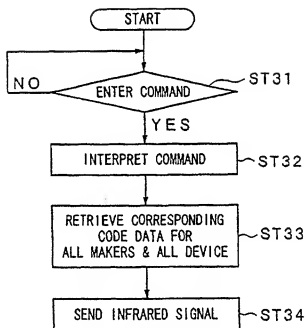 START
NO
ENTER COMMAND
ST31
YES
INTERPRET COMMAND
ST32
RETRIEVE CORRESPONDING
CODE DATA FOR
ALL MAKERS & ALL DEVICE
ST33
SEND INFRARED SIGNAL
ST34